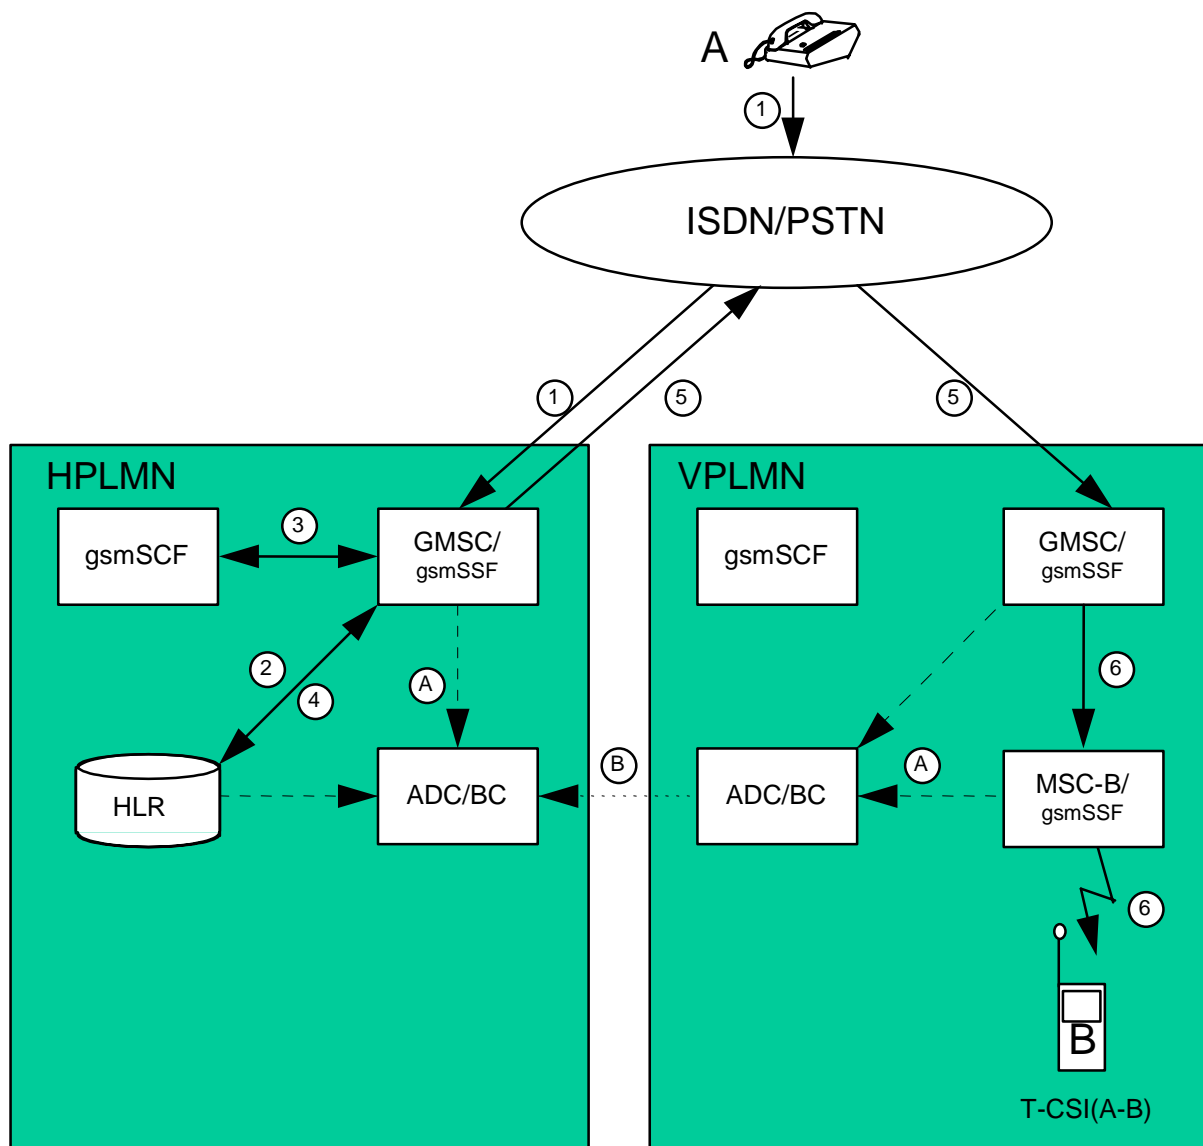 A
1
ISDN/PSTN
1
5
5
HPLMN
VPLMN
gsmSCF
3
GMSC/
gsmSSF
gsmSCF
GMSC/
gsmSSF
2
4
A
6
HLR
ADC/BC
B
ADC/BC
A
MSC-B/
gsmSSF
6
B
T-CSI(A-B)